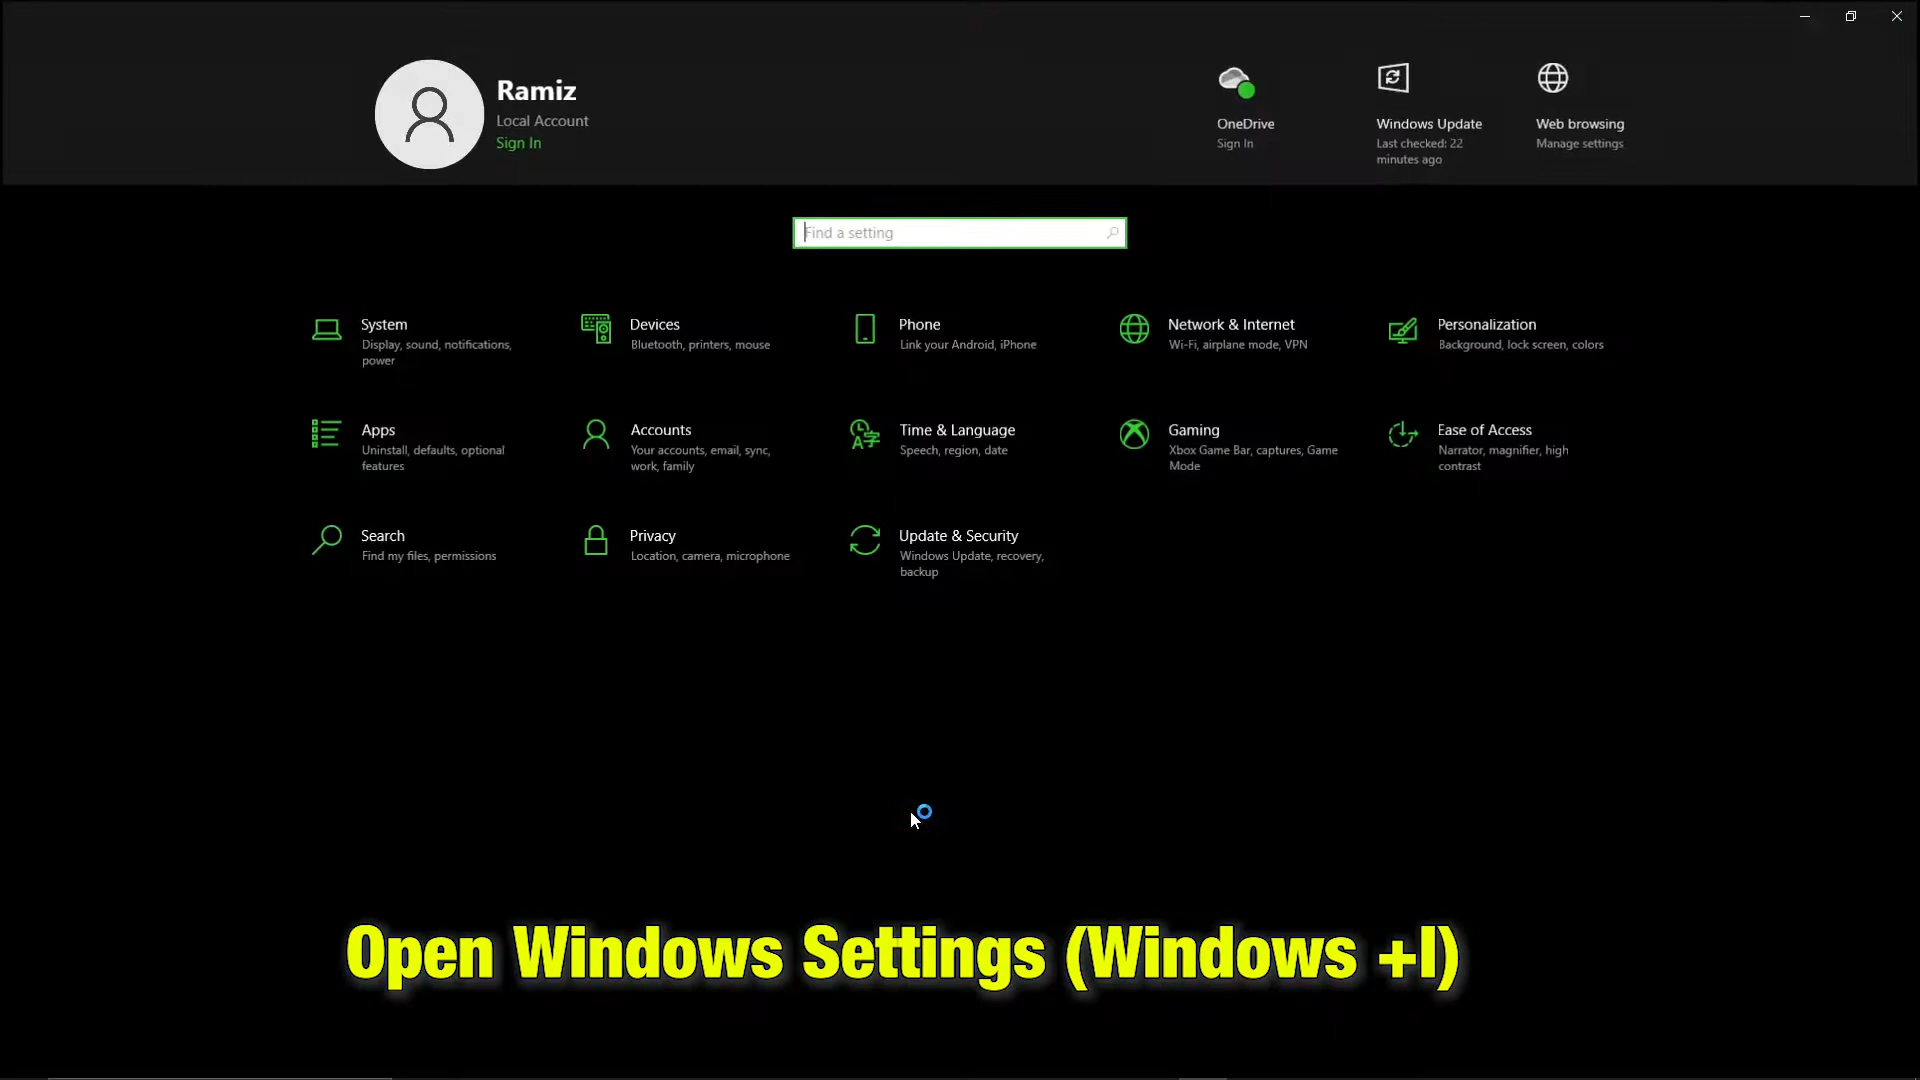 Ramiz
Local Account
Sign In
OneDrive
Sign In
Windows Update
Last checked: 22
minutes ago
Web browsing
Manage settings
Find a setting
System
Display, sound, notifications,
power
Devices
Bluetooth, printers, mouse
Phone
Link your Android, iPhone
Network & Internet
Wi-Fi, airplane mode, VPN
Personalization
Background, lock screen, colors
Apps
Uninstall, defaults, optional
features
Accounts
Your accounts, email, sync,
work, family
Time & Language
Speech, region, date
Gaming
Xbox Game Bar, captures, Game
Mode
Ease of Access
Narrator, magnifier, high
contrast
Search
Find my files, permissions
Privacy
Location, camera, microphone
Update & Security
Windows Update, recovery,
backup
Open Windows Settings (Windows +I)